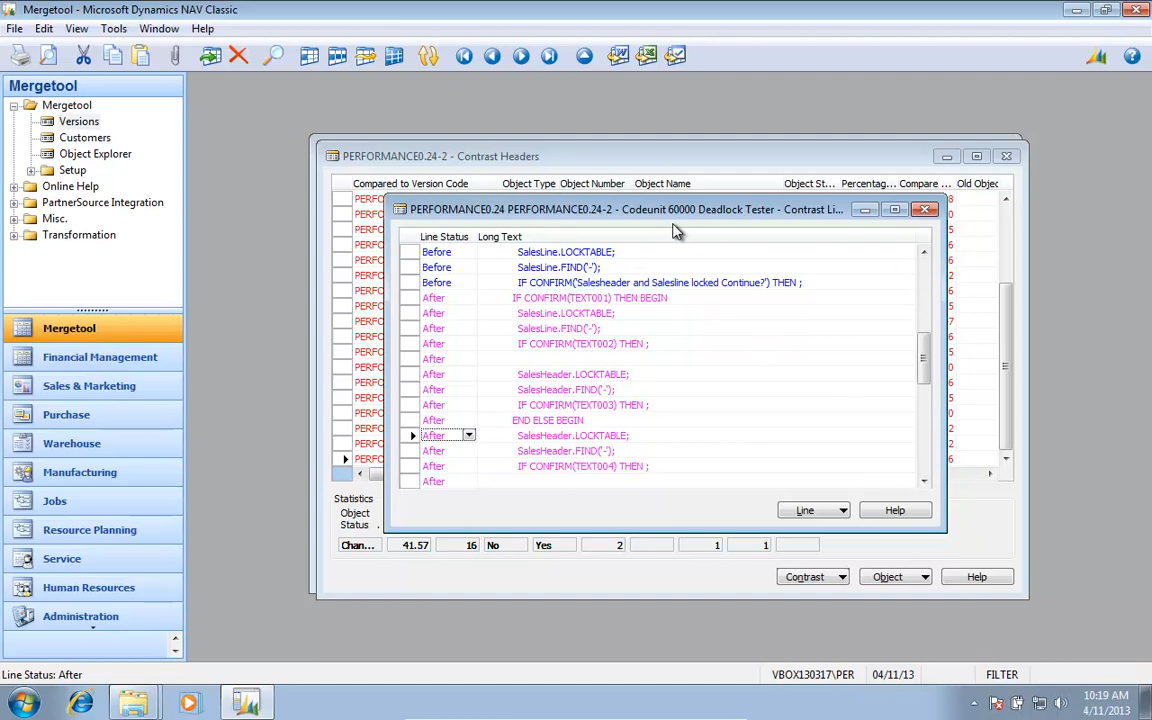 Mergetool - Microsoft Dynamics NAV Classic
File Edit View Tools Window Help
Mergetool
Mergetool
Versions
Customers
Object Explorer
Setup
Online Help
PartnerSource Integration
Misc.
Transformation
Mergetool
Financial Management
Sales & Marketing
Purchase
Warehouse
Manufacturing
Jobs
Resource Planning
Service
Human Resources
Administration
PERFORMANCE0.24-2 - Contrast Headers
Compared to Version Code Object Type Object Number Object Name Object St... Percentag... Compare ... Old Objec
PERFORMANCE0.24 PERFORMANCE0.24-2 - Codeunit 60000 Deadlock Tester - Contrast Li...
Line Status Long Text
Before SalesLine.LOCKTABLE;
Before SalesLine.FIND('-');
Before IF CONFIRM('Salesheader and Salesline locked Continue?') THEN ;
After IF CONFIRM(TEXT001) THEN BEGIN
After SalesLine.LOCKTABLE;
After SalesLine.FIND('-');
After IF CONFIRM(TEXT002) THEN ;
After
After SalesHeader.LOCKTABLE;
After SalesHeader.FIND('-');
After IF CONFIRM(TEXT003) THEN ;
After END ELSE BEGIN
After SalesHeader.LOCKTABLE;
After SalesHeader.FIND('-');
After IF CONFIRM(TEXT004) THEN ;
After
Line Help
Statistics
Object
Status .
Chan... 41.57 16 No Yes 2 1 1
Contrast Object Help
Line Status: After VBOX130317\PER 04/11/13 FILTER
10:19 AM
4/11/2013